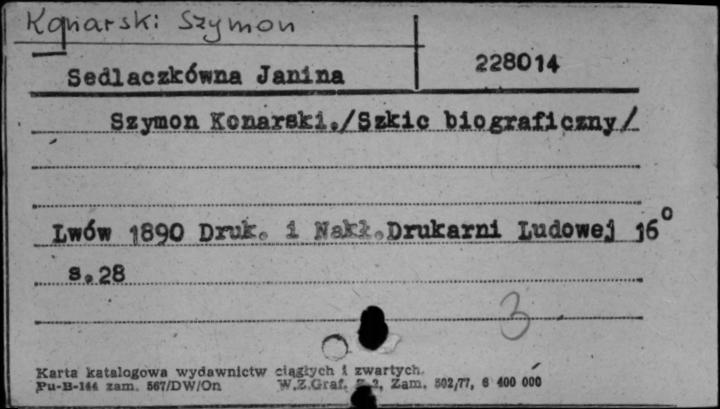 Konarski Szymon
Sedlaczkówna Janina
228014
Szymon Konarski./Szkic biograficzny/
Lwów 1890 Druk. i Nakł.Drukarni Ludowej 16°
s.28
3
Karta katalogowa wydawnictw ciągłych i zwartych.
Pu-B-144 zam. 567/DW/On W.Z.Graf. Z-2, Zam. 502/77, 6 400 000